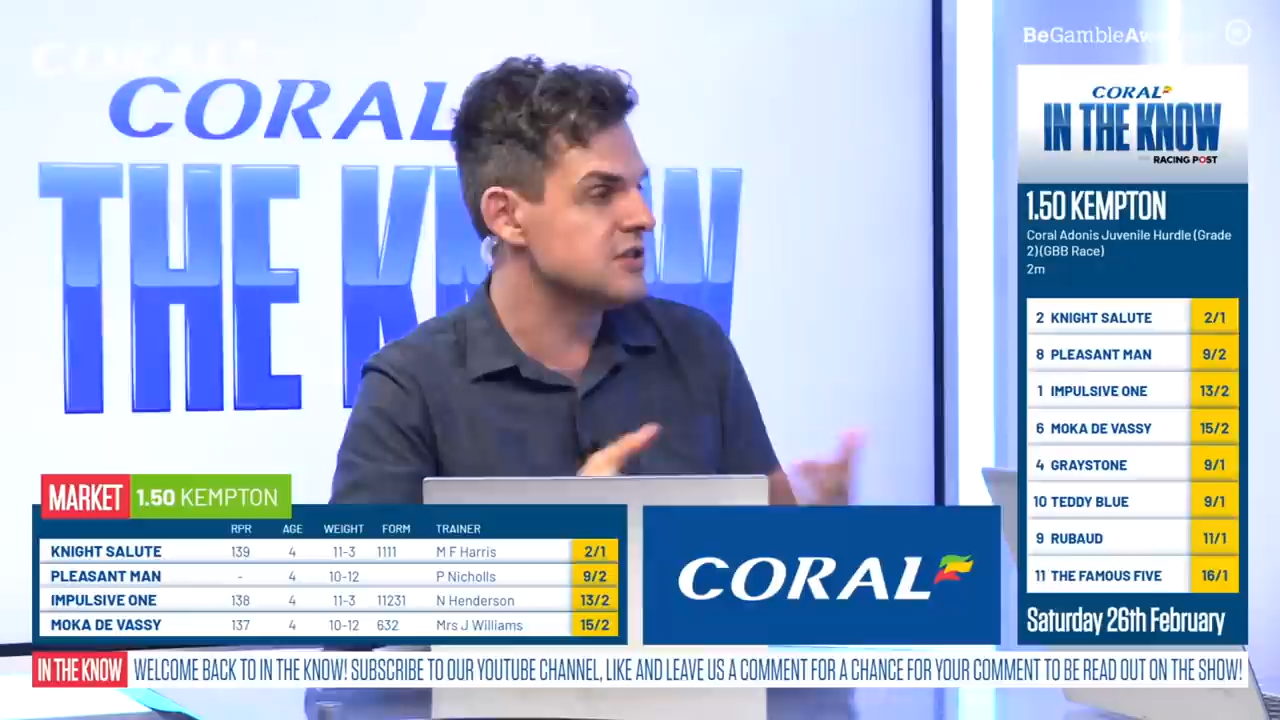 CORAL
BeGambleAw
CORAL
THE KNOW
CORAL
IN THE KNOW
RACING POST
1.50 KEMPTON
Coral Adonis Juvenile Hurdle (Grade
2) (GBB Race)
2m
2 KNIGHT SALUTE 2/1
8 PLEASANT MAN 9/2
1 IMPULSIVE ONE 13/2
6 MOKA DE VASSY 15/2
4 GRAYSTONE 9/1
10 TEDDY BLUE 9/1
9 RUBAUD 11/1
11 THE FAMOUS FIVE 16/1
Saturday 26th February
MARKET 1.50 KEMPTON
RPR AGE WEIGHT FORM TRAINER
KNIGHT SALUTE 139 4 11-3 1111 M F Harris 2/1
PLEASANT MAN - 4 10-12 P Nicholls 9/2
IMPULSIVE ONE 138 4 11-3 11231 N Henderson 13/2
MOKA DE VASSY 137 4 10-12 632 Mrs J Williams 15/2
CORAL
IN THE KNOW WELCOME BACK TO IN THE KNOW! SUBSCRIBE TO OUR YOUTUBE CHANNEL, LIKE AND LEAVE US A COMMENT FOR A CHANCE FOR YOUR COMMENT TO BE READ OUT ON THE SHOW!